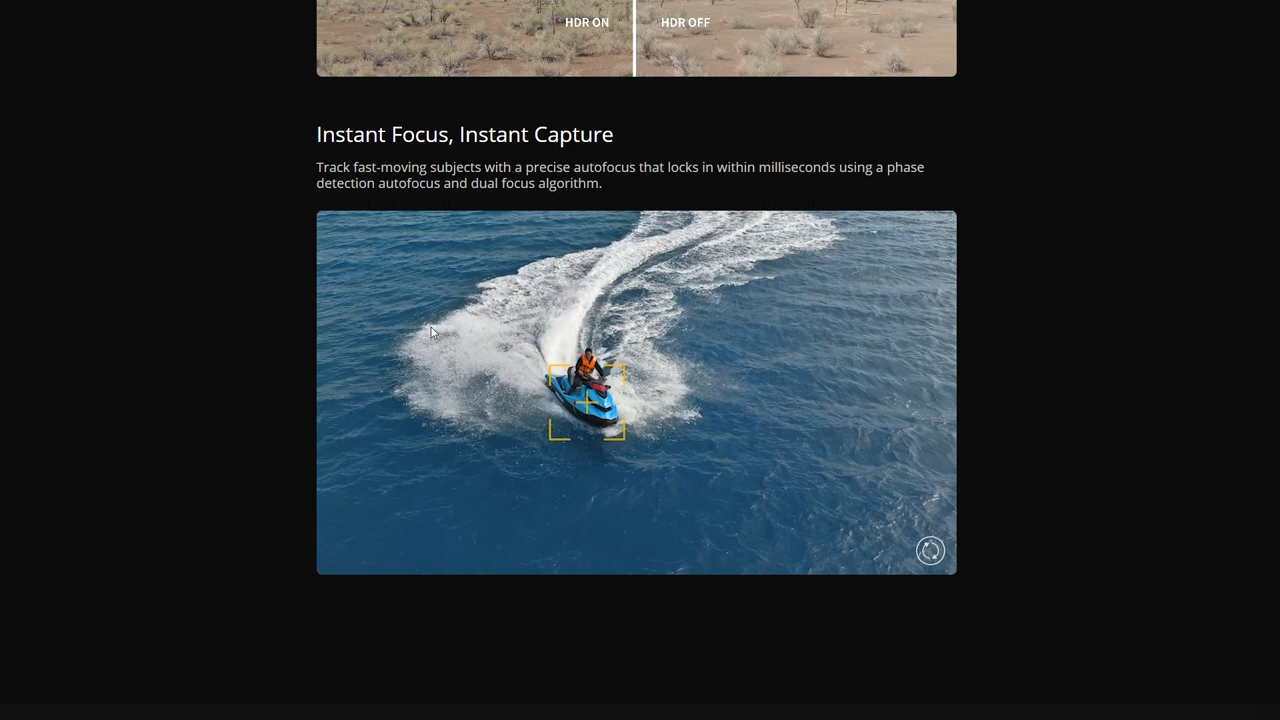 HDR ON HDR OFF
Instant Focus, Instant Capture
Track fast-moving subjects with a precise autofocus that locks in within milliseconds using a phase
detection autofocus and dual focus algorithm.